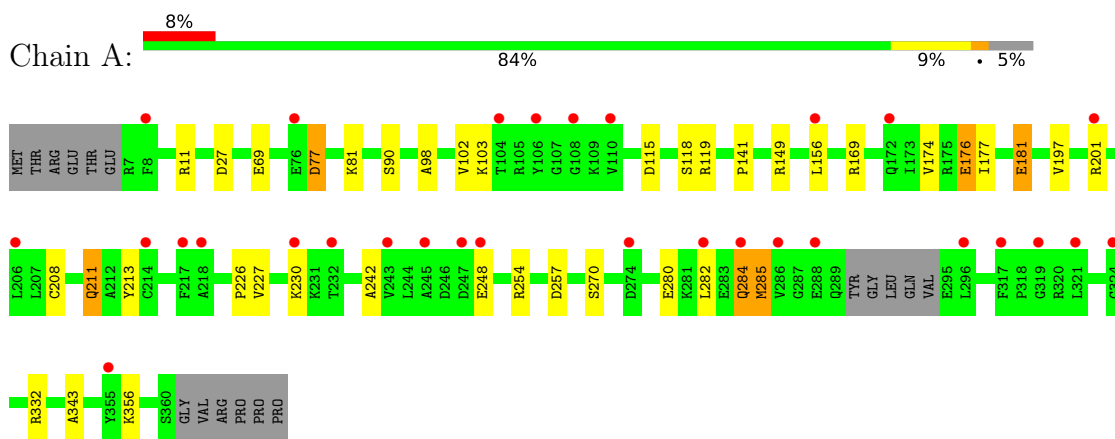 8%
Chain A:
84% 9% • 5%
MET THR ARG GLU THR GLU R7 F8 R11 D27 E69 E76 D77 K81 S90 A98 V102 K103 T104 R105 Y106 G107 G108 K109 V110 D115 S118 R119 P141 R149 L156 R169 Q172 I173 V174 R175 E176 I177 E181 V197 R201
L206 L207 C208 Q211 A212 Y213 C214 F217 A218 P226 V227 K230 K231 T232 A242 V243 L244 A245 D246 D247 E248 R254 D257 S270 D274 E280 K281 L282 E283 Q284 M285 V286 G287 E288 Q289 TYR GLY LEU GLN VAL E295 L296 F317 P318 G319 R320 L321
R332 A343 Y355 K356 S360 GLY VAL ARG PRO PRO PRO